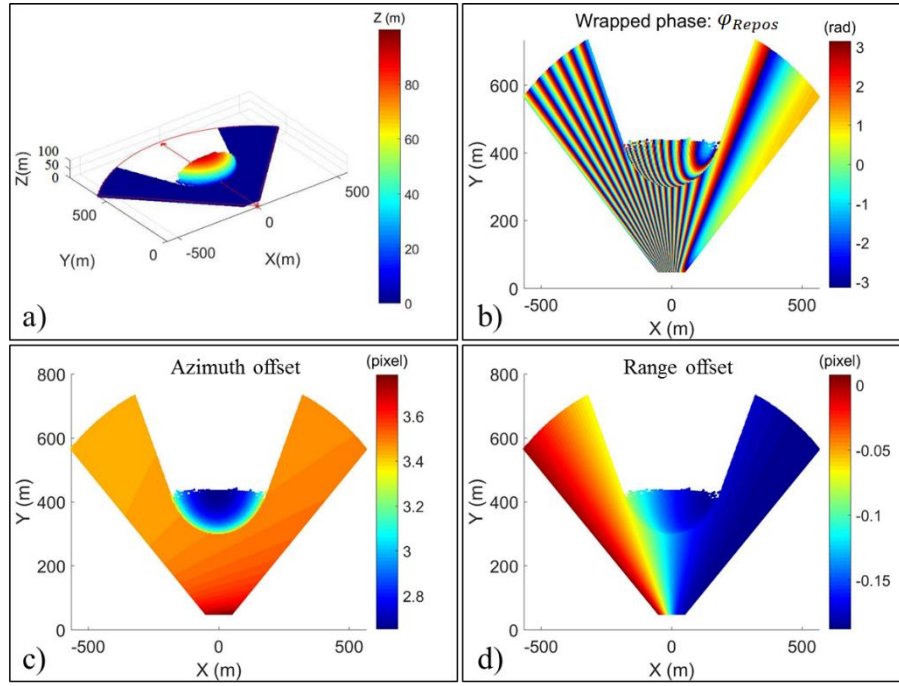 Z (m)
80
60
40
20
0
Z(m)
100
50
0
500
0
Y(m)
-500
0
500
X(m)
a)
Wrapped phase: φRepos
(rad)
600
400
200
0
Y (m)
-500
0
500
X (m)
3
2
1
0
-1
-2
-3
b)
Azimuth offset
(pixel)
800
600
400
200
0
Y (m)
-500
0
500
X (m)
3.6
3.4
3.2
3
2.8
c)
Range offset
(pixel)
800
600
400
200
0
Y (m)
-500
0
500
X (m)
0
-0.05
-0.1
-0.15
d)